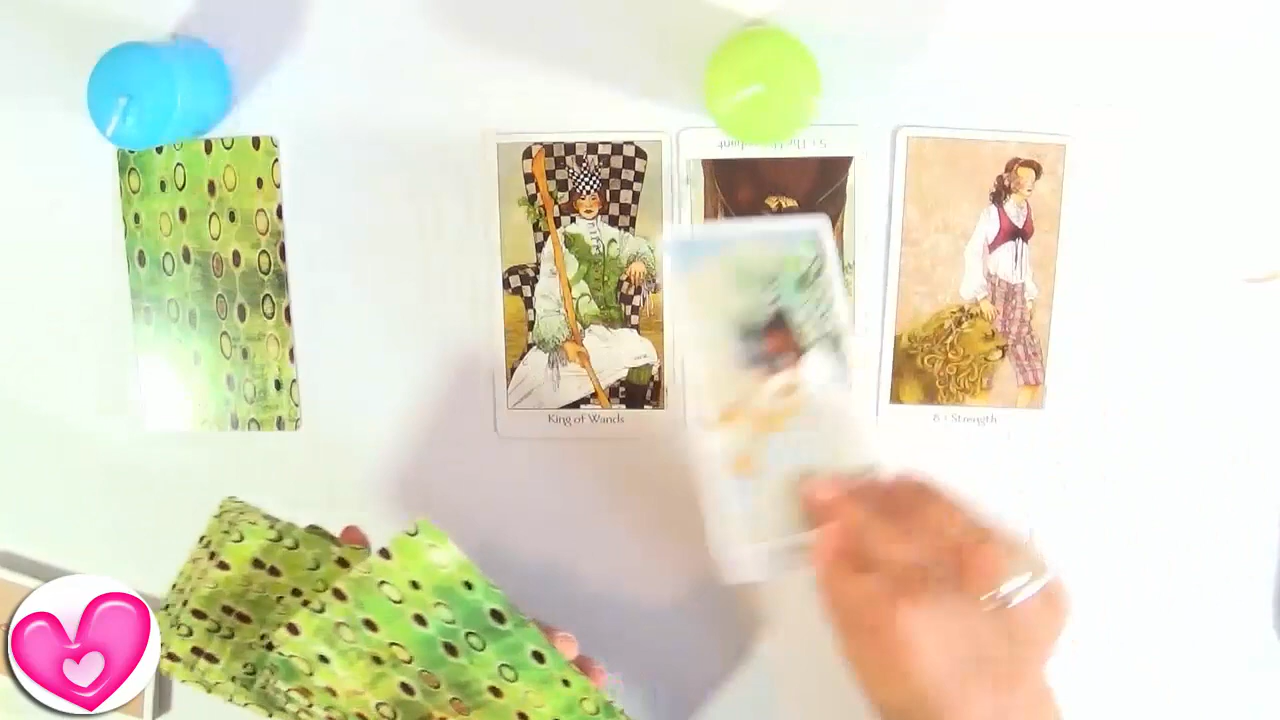 King of Wands
8 • Strength